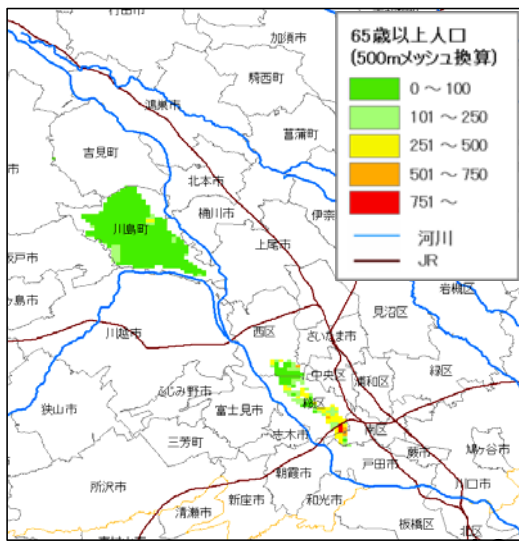 行田市
加須市
65歳以上人口
(500mメッシュ換算)
0 ～ 100
101 ～ 250
251 ～ 500
501 ～ 750
751 ～
河川
JR
騎西町
鴻巣市
菖蒲町
吉見町
北本市
桶川市
伊奈
川島町
上尾市
坂戸市
岩槻区
ヶ島市
見沼区
川越市
西区
さいたま市
緑区
中央区
浦和区
ふじみ野市
桜区
狭山市
富士見市
南区
三芳町
志木市
蕨市
鳩ヶ谷市
戸田市
朝霞市
川口市
所沢市
新座市
和光市
清瀬市
板橋区
北区